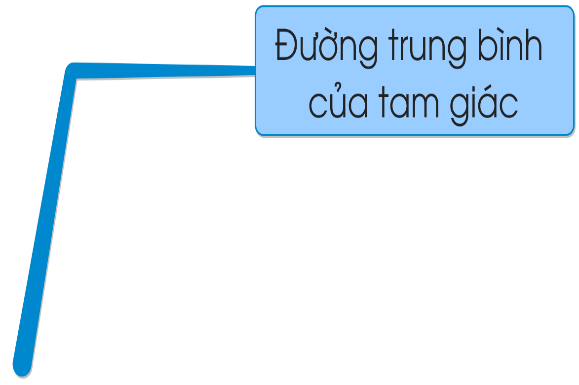 Đường trung bình
của tam giác